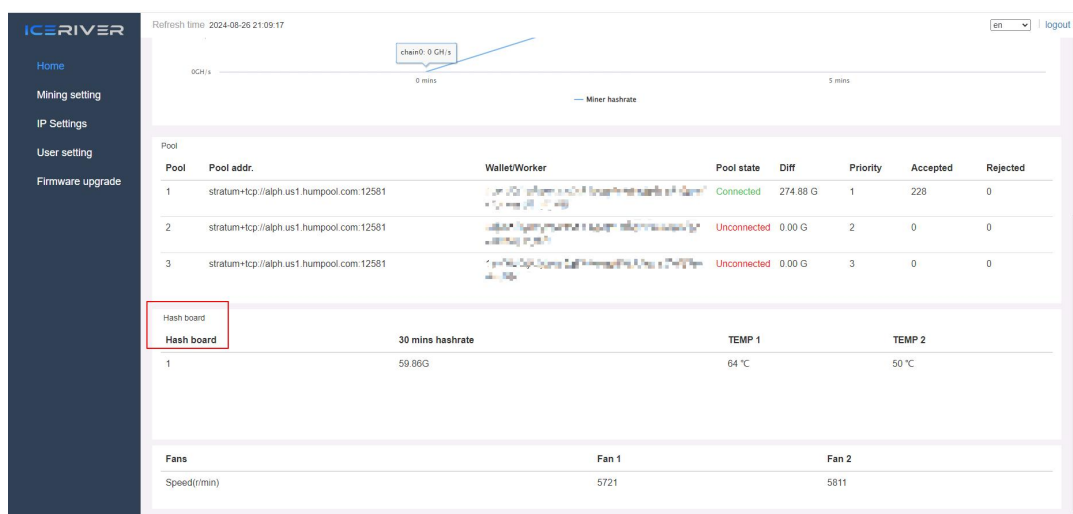 ICERIVER
Refresh time 2024-08-26 21:09:17
en
logout
Home
Mining setting
IP Settings
User setting
Firmware upgrade
chain0: 0 GH/s
0GH/s
0 mins
5 mins
Miner hashrate
Pool
Pool Pool addr. Wallet/Worker Pool state Diff Priority Accepted Rejected
1 stratum+tcp://alph.us1.humpool.com:12581 Connected 274.88 G 1 228 0
2 stratum+tcp://alph.us1.humpool.com:12581 Unconnected 0.00 G 2 0 0
3 stratum+tcp://alph.us1.humpool.com:12581 Unconnected 0.00 G 3 0 0
Hash board
Hash board 30 mins hashrate TEMP 1 TEMP 2
1 59.86G 64 ℃ 50 ℃
Fans Fan 1 Fan 2
Speed(r/min) 5721 5811